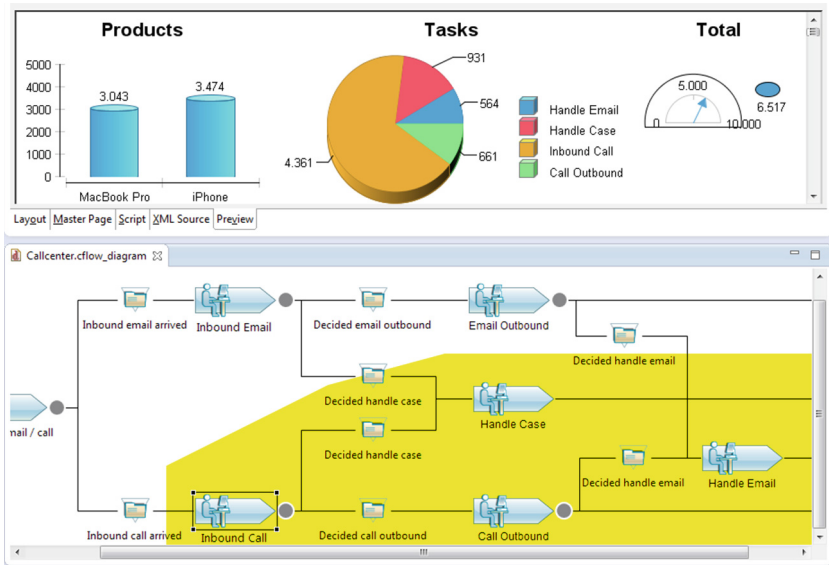 Products
Tasks
Total
5000
4000
3000
2000
1000
0
3.043
3.474
MacBook Pro
iPhone
931
564
661
4.361
Handle Email
Handle Case
Inbound Call
Call Outbound
5.000
0
10.000
6.517
Layout Master Page Script XML Source Preview
Callcenter.cflow_diagram
Inbound email arrived
Inbound Email
Decided email outbound
Email Outbound
Decided handle email
Decided handle case
Handle Case
/ call
Decided handle case
Decided handle email
Handle Email
Inbound call arrived
Inbound Call
Decided call outbound
Call Outbound